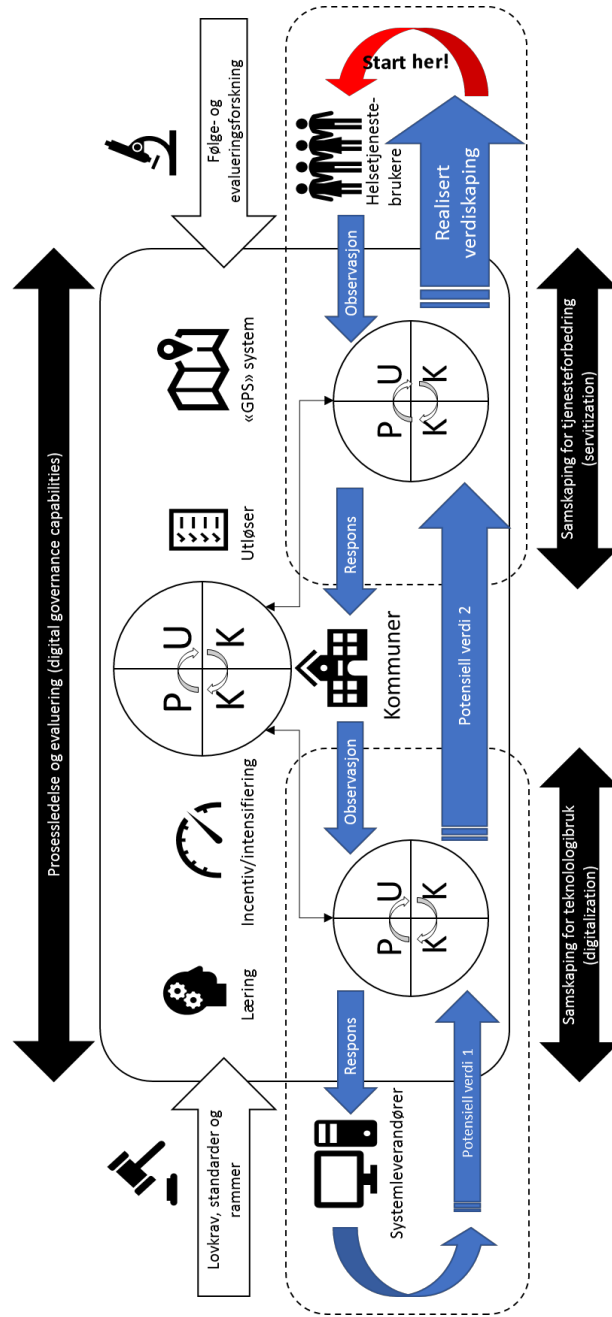 Prosessledelse og evaluering (digital governance capabilities)
Lovkrav, standarder og
rammer
Læring
Incentiv/intensifiering
P U
K K
Utløser
«GPS» system
Følge- og
evalueringsforskning
Systemleverandører
Respons
P U
K K
Observasjon
Kommuner
Respons
P U
K K
Observasjon
Helsetjeneste-
brukere
Start her!
Potensiell verdi 1
Potensiell verdi 2
Realisert
verdiskaping
Samskaping for teknolologibruk
(digitalization)
Samskaping for tjenesteforbedring
(servitization)